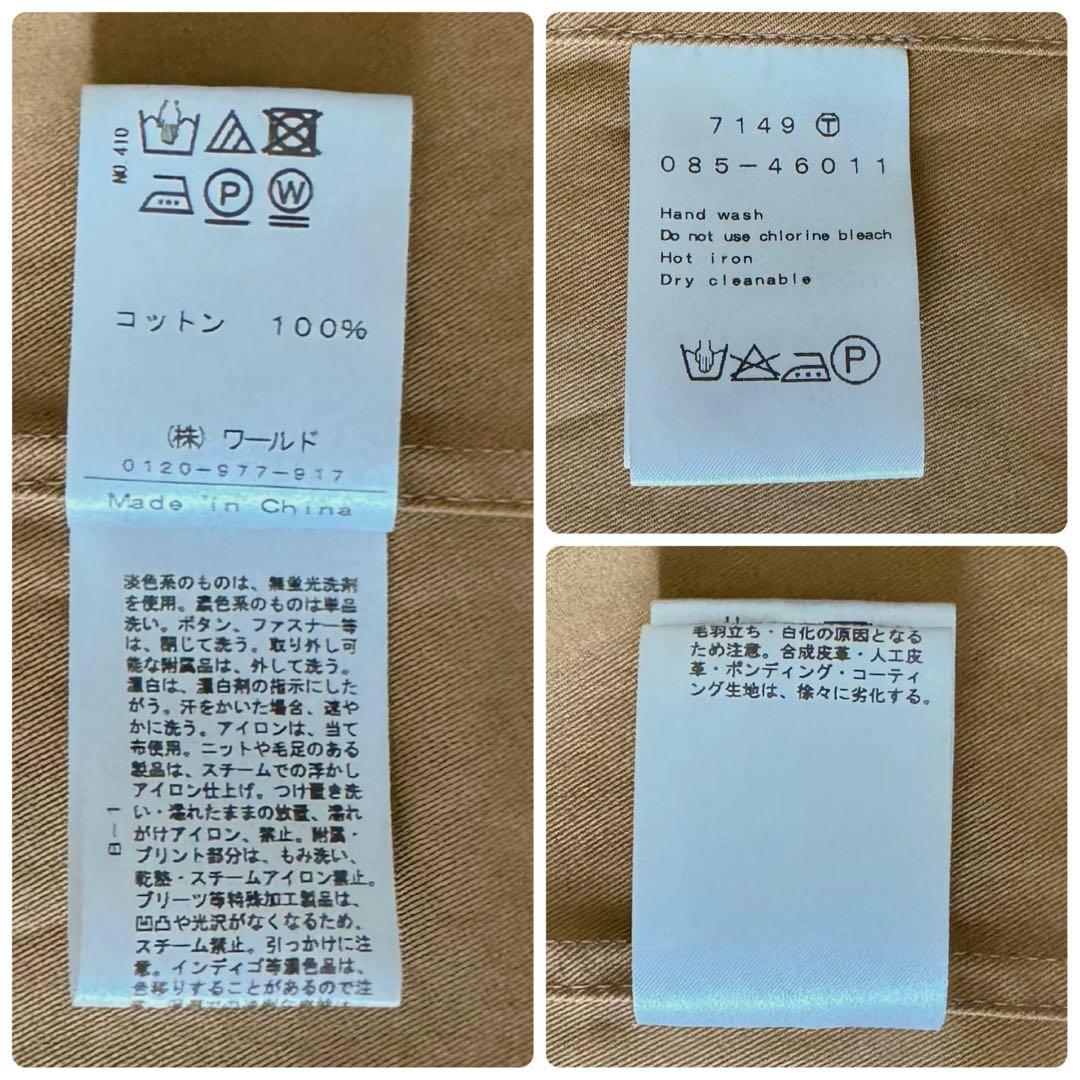 NO.410
P W
コットン 100%
(株) ワールド
0120-977-917
Made in China
淡色系のものは、無蛍光洗剤
を使用。濃色系のものは単品
洗い。ボタン、ファスナー等
は、閉じて洗う。取り外し可
能な附属品は、外して洗う。
漂白は、漂白剤の指示にした
がう。汗をかいた場合、速や
かに洗う。アイロンは、当て
布使用。ニットや毛足のある
製品は、スチームでの浮かし
アイロン仕上げ。つけ置き洗
い・濡れたままの放置、濡れ
がけアイロン、禁止。附属・
プリント部分は、もみ洗い、
乾燥・スチームアイロン禁止。
プリーツ等特殊加工製品は、
凹凸や光沢がなくなるため、
スチーム禁止。引っかけに注
意。インディゴ等濃色品は、
色移りすることがあるので注
B-1
7149 Ⓣ
085-46011
Hand wash
Do not use chlorine bleach
Hot iron
Dry cleanable
P
毛羽立ち・白化の原因となる
ため注意。合成皮革・人工皮
革・ボンディング・コーティ
ング生地は、徐々に劣化する。